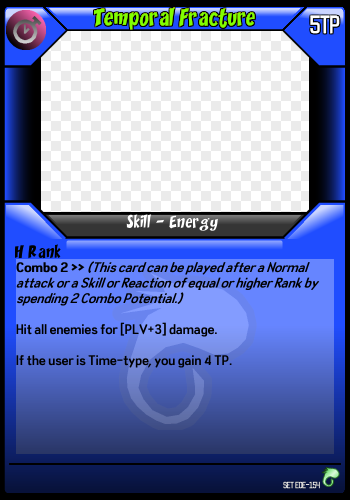 Temporal Fracture
5TP
Skill - Energy
H Rank
Combo 2 >> (This card can be played after a Normal
attack or a Skill or Reaction of equal or higher Rank by
spending 2 Combo Potential.)
Hit all enemies for [PLV+3] damage.
If the user is Time-type, you gain 4 TP.
SET EDE-154